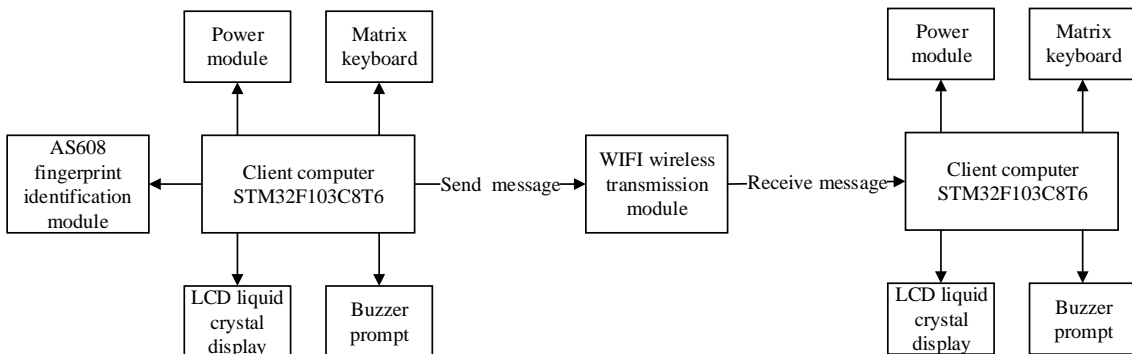 Power
module
Matrix
keyboard
AS608
fingerprint
identification
module
Client computer
STM32F103C8T6
Send message
WIFI wireless
transmission
module
Receive message
LCD liquid
crystal
display
Buzzer
prompt
Power
module
Matrix
keyboard
Client computer
STM32F103C8T6
LCD liquid
crystal
display
Buzzer
prompt